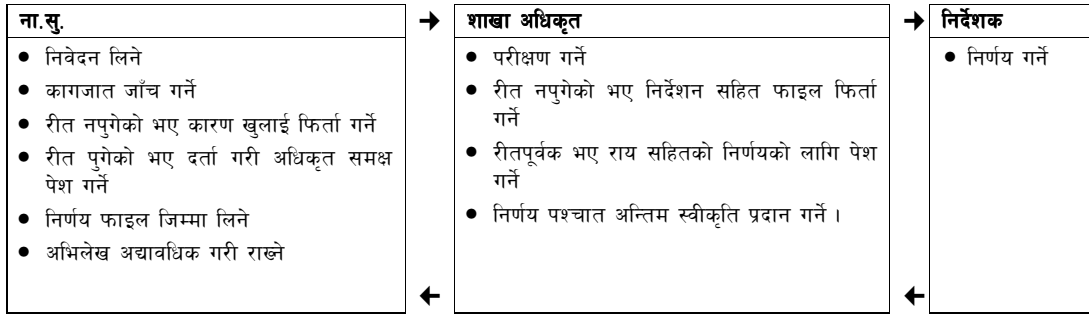 ना.सु.
● निवेदन लिने
● कागजात जाँच गर्ने
● रीत नपुगेको भए कारण खुलाई फिर्ता गर्ने
● रीत पुगेको भए दर्ता गरी अधिकृत समक्ष
पेश गर्ने
● निर्णय फाइल जिम्मा लिने
● अभिलेख अद्यावधिक गरी राख्ने
→
←
शाखा अधिकृत
● परीक्षण गर्ने
● रीत नपुगेको भए निर्देशन सहित फाइल फिर्ता
गर्ने
● रीतपूर्वक भए राय सहितको निर्णयको लागि पेश
गर्ने
● निर्णय पश्चात अन्तिम स्वीकृति प्रदान गर्ने ।
→
←
निर्देशक
● निर्णय गर्ने